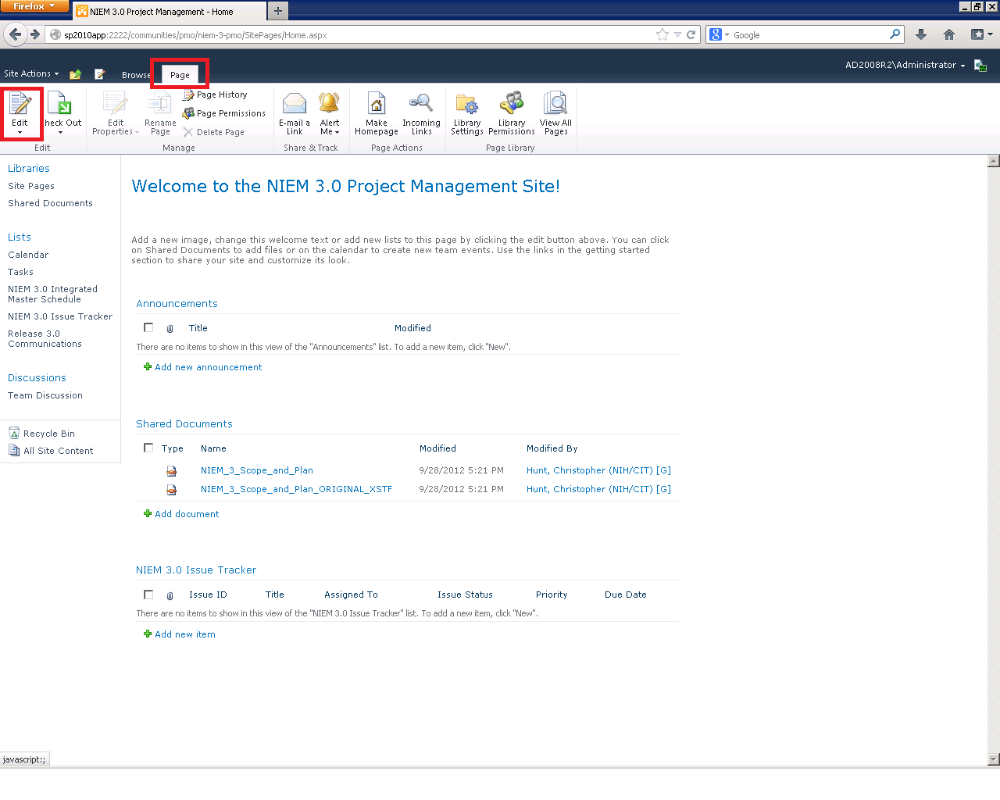 Firefox
NIEM 3.0 Project Management - Home
sp2010app:2222/communities/pmo/niem-3-pmo/SitePages/Home.aspx
Google
Site Actions
Browse
Page
AD2008R2\Administrator
Edit
heck Out
Edit
Edit Properties
Rename Page
Page History
Page Permissions
Delete Page
Manage
E-mail a Link
Alert Me
Share & Track
Make Homepage
Incoming Links
Page Actions
Library Settings
Library Permissions
View All Pages
Page Library
Libraries
Site Pages
Shared Documents
Lists
Calendar
Tasks
NIEM 3.0 Integrated
Master Schedule
NIEM 3.0 Issue Tracker
Release 3.0
Communications
Discussions
Team Discussion
Recycle Bin
All Site Content
Welcome to the NIEM 3.0 Project Management Site!
Add a new image, change this welcome text or add new lists to this page by clicking the edit button above. You can click
on Shared Documents to add files or on the calendar to create new team events. Use the links in the getting started
section to share your site and customize its look.
Announcements
Title Modified
There are no items to show in this view of the "Announcements" list. To add a new item, click "New".
Add new announcement
Shared Documents
Type Name Modified Modified By
NIEM_3_Scope_and_Plan 9/28/2012 5:21 PM Hunt, Christopher (NIH/CIT) [G]
NIEM_3_Scope_and_Plan_ORIGINAL_XSTF 9/28/2012 5:21 PM Hunt, Christopher (NIH/CIT) [G]
Add document
NIEM 3.0 Issue Tracker
Issue ID Title Assigned To Issue Status Priority Due Date
There are no items to show in this view of the "NIEM 3.0 Issue Tracker" list. To add a new item, click "New".
Add new item
javascript:;